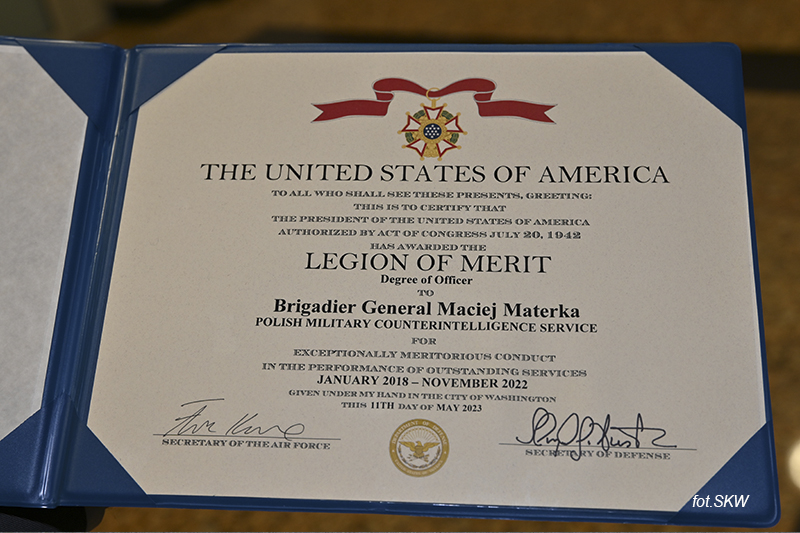 THE UNITED STATES OF AMERICA
TO ALL WHO SHALL SEE THESE PRESENTS, GREETING:
THIS IS TO CERTIFY THAT
THE PRESIDENT OF THE UNITED STATES OF AMERICA
AUTHORIZED BY ACT OF CONGRESS JULY 20, 1942
HAS AWARDED THE
LEGION OF MERIT
Degree of Officer
TO
Brigadier General Maciej Materka
POLISH MILITARY COUNTERINTELLIGENCE SERVICE
FOR
EXCEPTIONALLY MERITORIOUS CONDUCT
IN THE PERFORMANCE OF OUTSTANDING SERVICES
JANUARY 2018 – NOVEMBER 2022
GIVEN UNDER MY HAND IN THE CITY OF WASHINGTON
THIS 11TH DAY OF MAY 2023
SECRETARY OF THE AIR FORCE
SECRETARY OF DEFENSE
fot.SKW